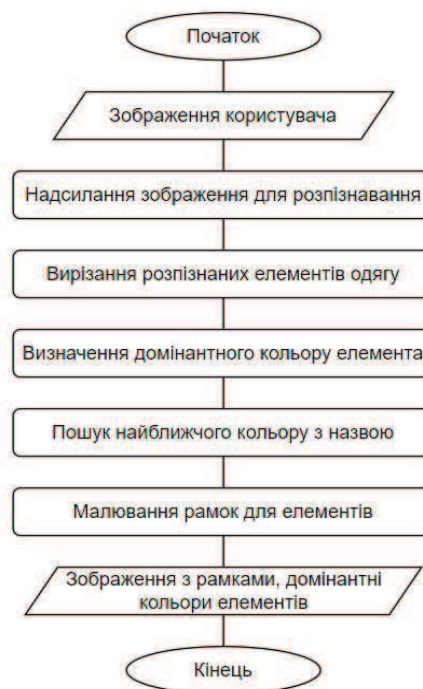 Початок
Зображення користувача
Надсилання зображення для розпізнавання
Вирізання розпізнаних елементів одягу
Визначення домінантного кольору елемента
Пошук найближчого кольору з назвою
Малювання рамок для елементів
Зображення з рамками, домінантні
кольори елементів
Кінець